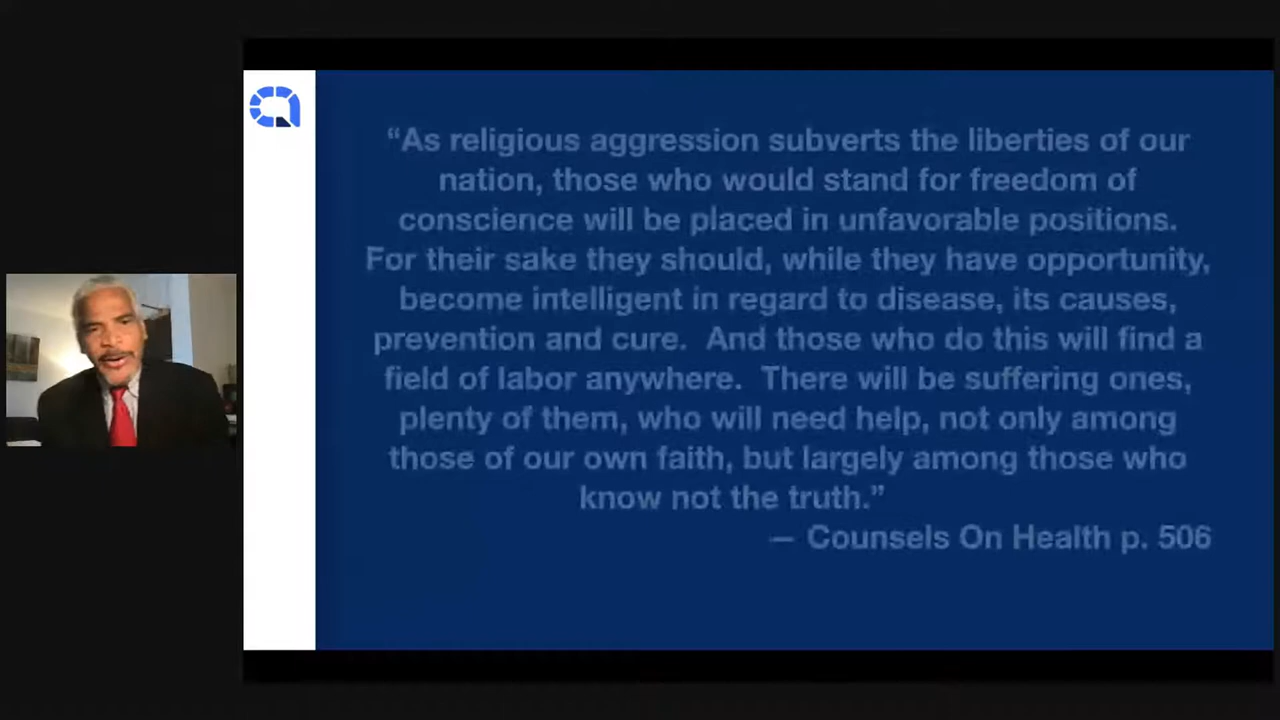 “As religious aggression subverts the liberties of our
nation, those who would stand for freedom of
conscience will be placed in unfavorable positions.
For their sake they should, while they have opportunity,
become intelligent in regard to disease, its causes,
prevention and cure.  And those who do this will find a
field of labor anywhere.  There will be suffering ones,
plenty of them, who will need help, not only among
those of our own faith, but largely among those who
know not the truth.”
— Counsels On Health p. 506